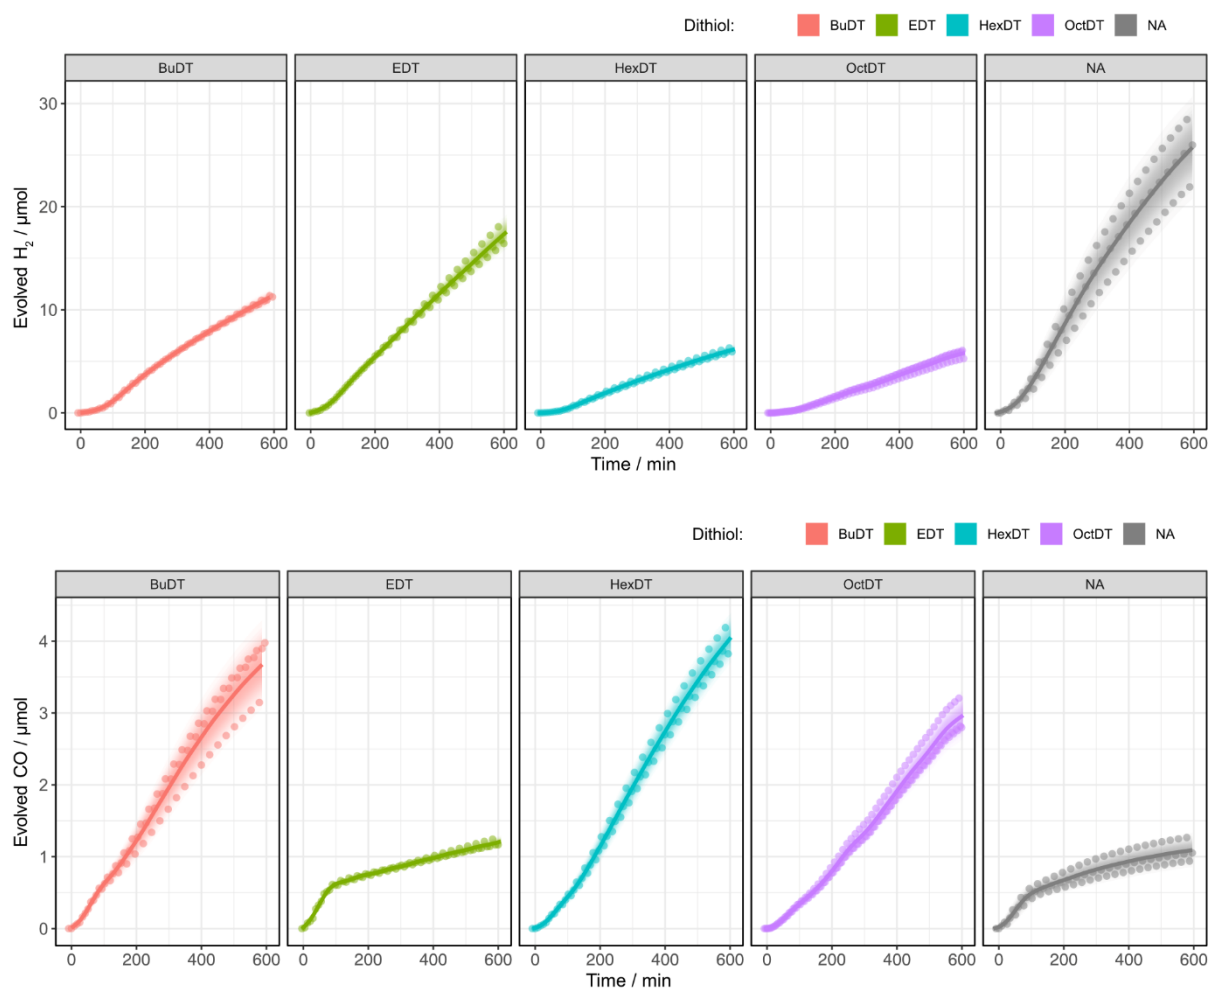 Dithiol: BuDT EDT HexDT OctDT NA
BuDT EDT HexDT OctDT NA
30
20
10
0
Evolved H₂ / μmol
0 200 400 600 0 200 400 600 0 200 400 600 0 200 400 600 0 200 400 600
Time / min
Dithiol: BuDT EDT HexDT OctDT NA
BuDT EDT HexDT OctDT NA
4
3
2
1
0
Evolved CO / μmol
0 200 400 600 0 200 400 600 0 200 400 600 0 200 400 600 0 200 400 600
Time / min